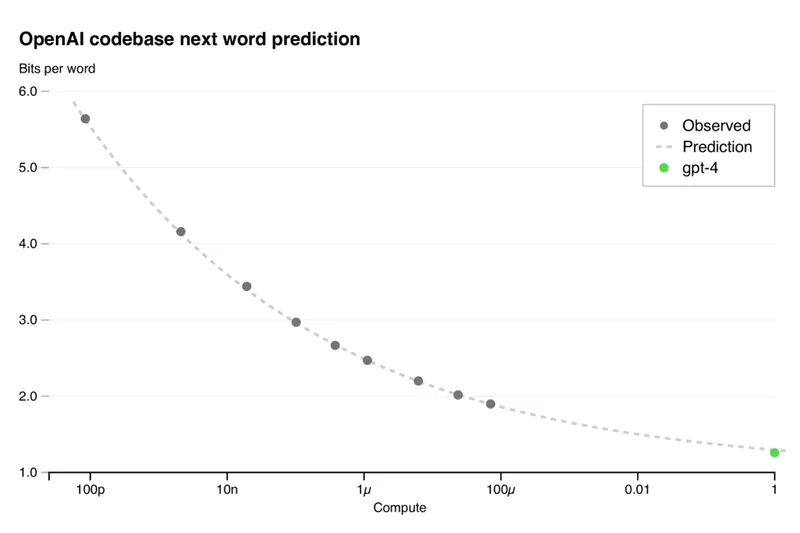 OpenAI codebase next word prediction
Bits per word
6.0
Observed
Prediction
gpt-4
5.0
4.0
3.0
2.0
1.0
100p 10n 1µ 100µ 0.01 1
Compute